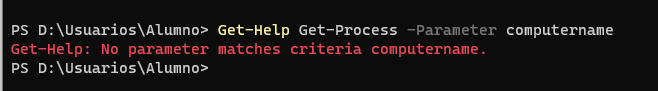 PS D:\Usuarios\Alumno> Get-Help Get-Process -Parameter computername
Get-Help: No parameter matches criteria computername.
PS D:\Usuarios\Alumno>